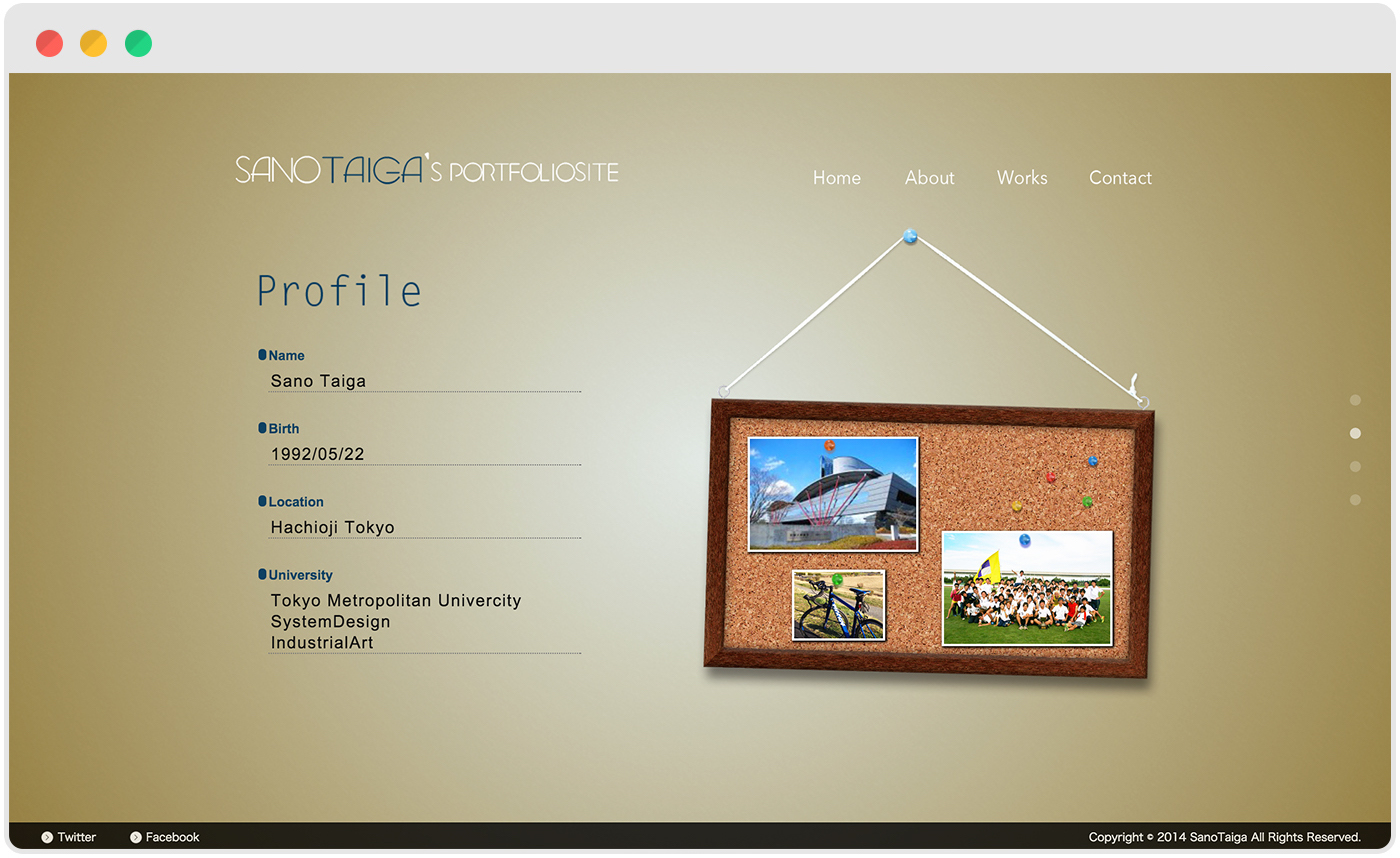 SANOTAIGA'S PORTFOLIOSITE
Home About Works Contact
Profile
Name
Sano Taiga
Birth
1992/05/22
Location
Hachioji Tokyo
University
Tokyo Metropolitan Univercity
SystemDesign
IndustrialArt
Twitter Facebook Copyright © 2014 SanoTaiga All Rights Reserved.